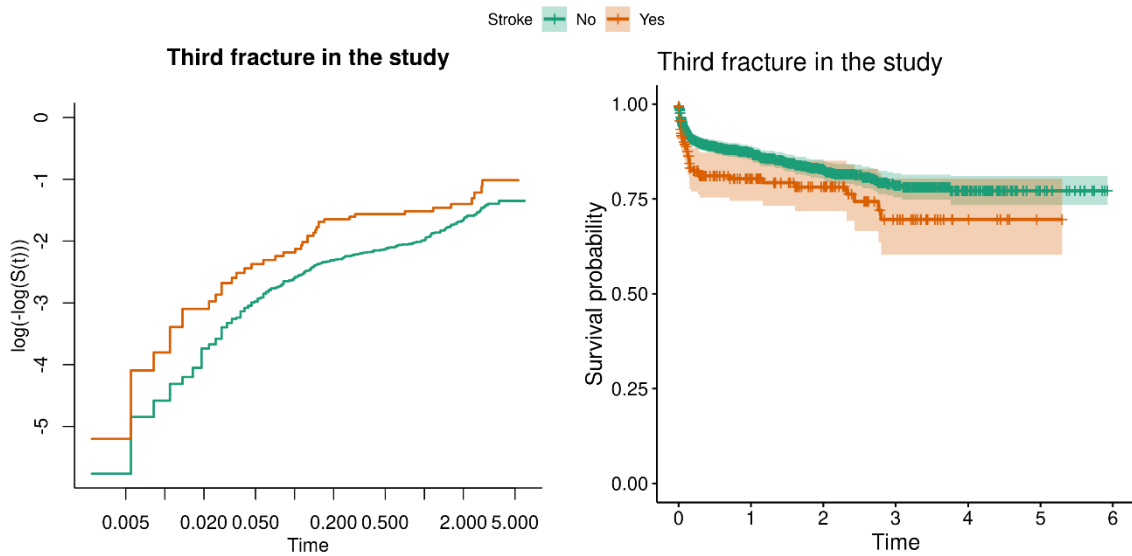 Stroke No Yes
Third fracture in the study
0
-1
-2
-3
-4
-5
log(-log(S(t)))
0.005 0.020 0.050 0.200 0.500 2.000 5.000
Time
Third fracture in the study
1.00
0.75
0.50
0.25
0.00
Survival probability
0 1 2 3 4 5 6
Time